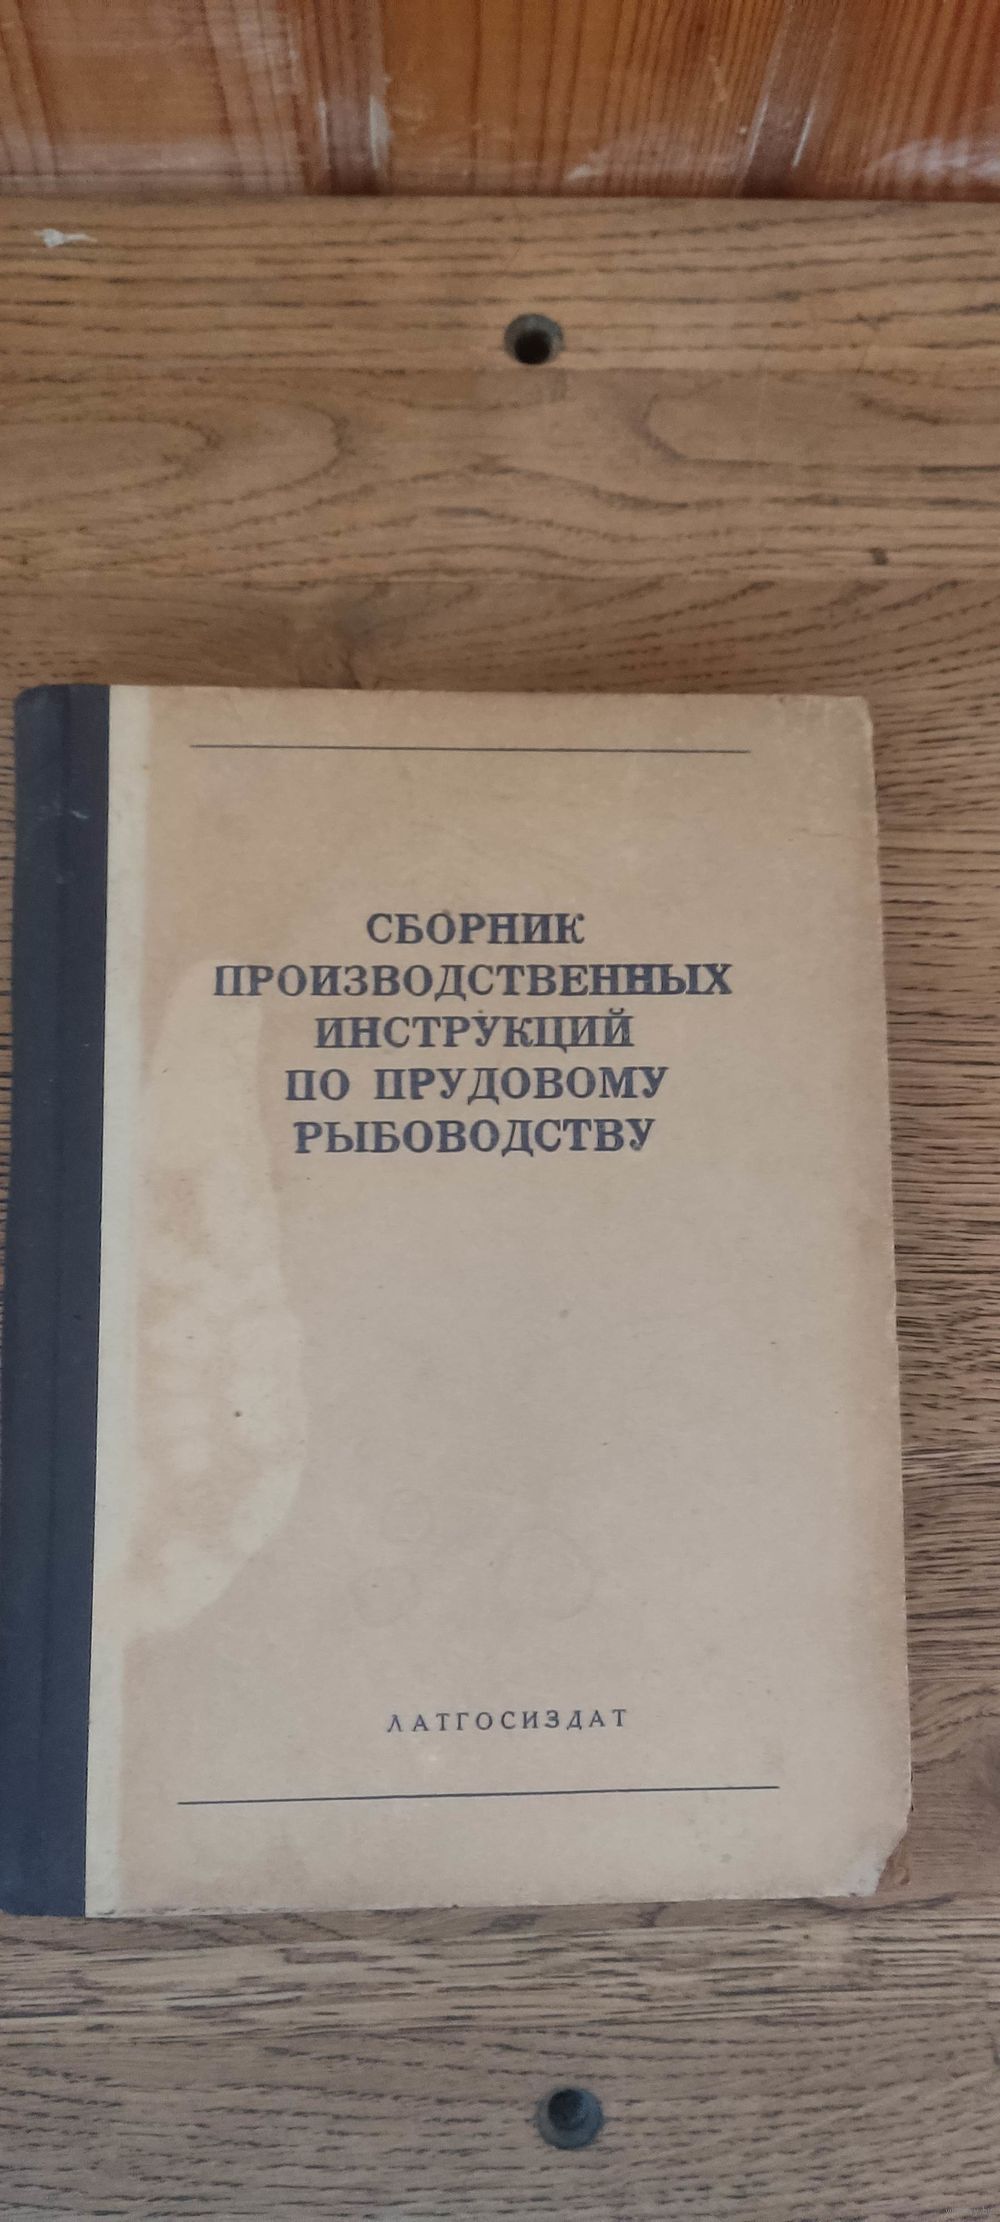 СБОРНИК
ПРОИЗВОДСТВЕННЫХ
ИНСТРУКЦИЙ
ПО ПРУДОВОМУ
РЫБОВОДСТВУ
ЛАТГОСИЗДАТ